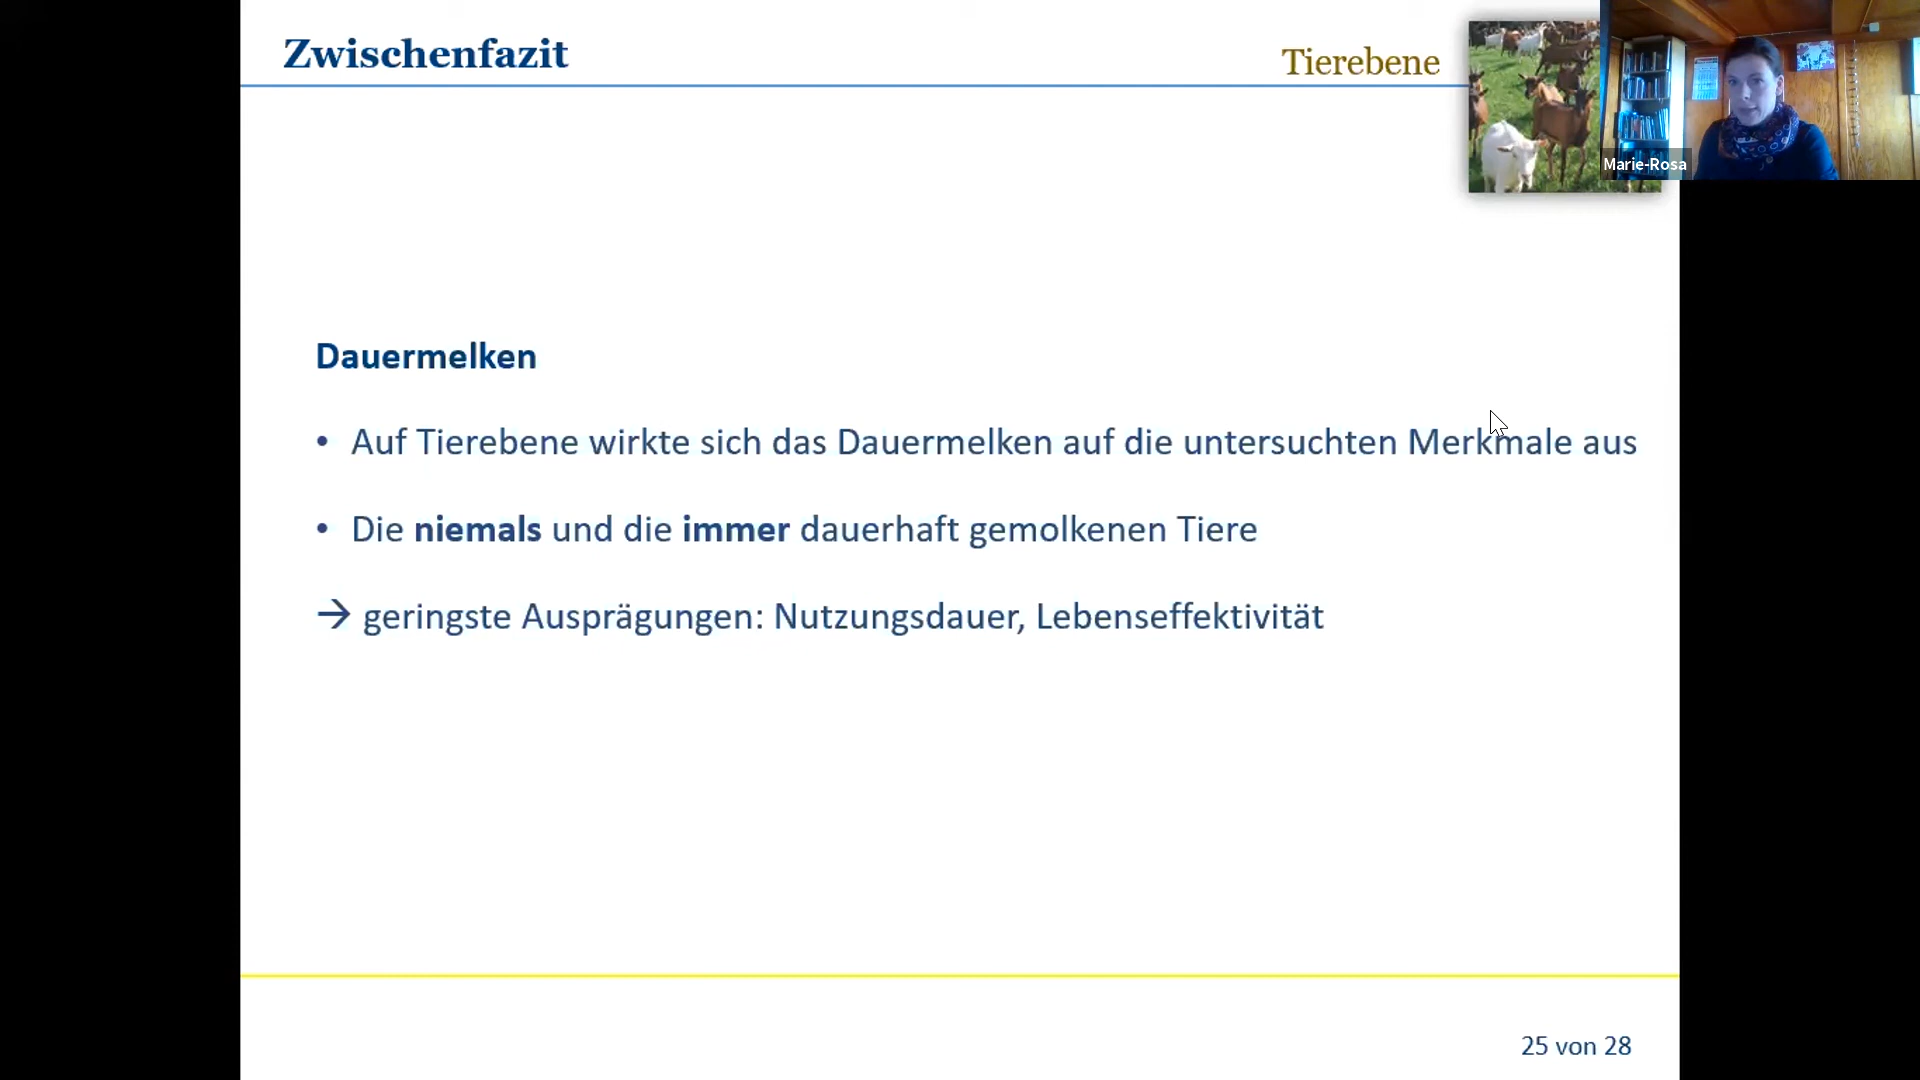 Zwischenfazit
Tierebene
Marie-Rosa
Dauermelken
• Auf Tierebene wirkte sich das Dauermelken auf die untersuchten Merkmale aus
• Die niemals und die immer dauerhaft gemolkenen Tiere
→ geringste Ausprägungen: Nutzungsdauer, Lebenseffektivität
25 von 28